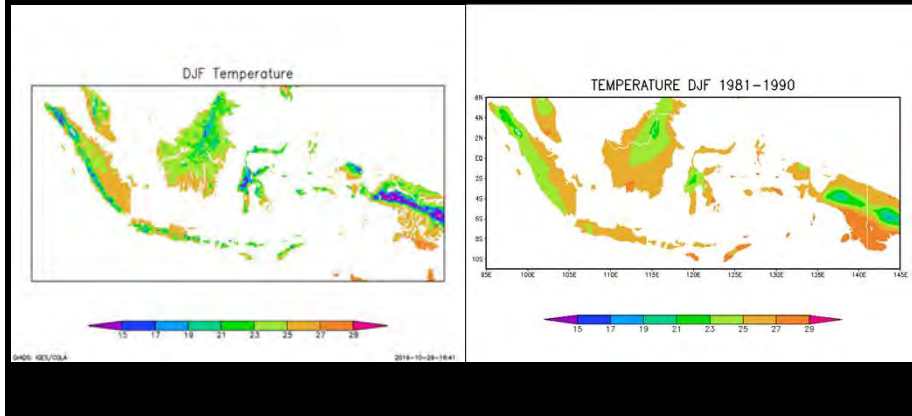 DJF Temperature
15 17 19 21 23 25 27 29
GrADS: IGES/COLA
2016-10-28-16:41
TEMPERATURE DJF 1981-1990
6N
4N
2N
EQ
2S
4S
6S
8S
10S
95E 100E 105E 110E 115E 120E 125E 130E 135E 140E 145E
15 17 19 21 23 25 27 29